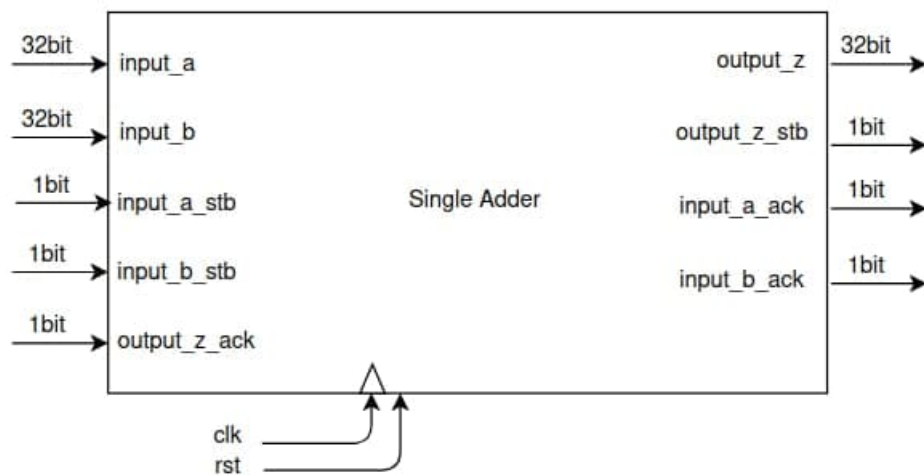 32bit
input_a
32bit
input_b
1bit
input_a_stb
1bit
input_b_stb
1bit
output_z_ack
Single Adder
output_z
32bit
output_z_stb
1bit
input_a_ack
1bit
input_b_ack
1bit
clk
rst